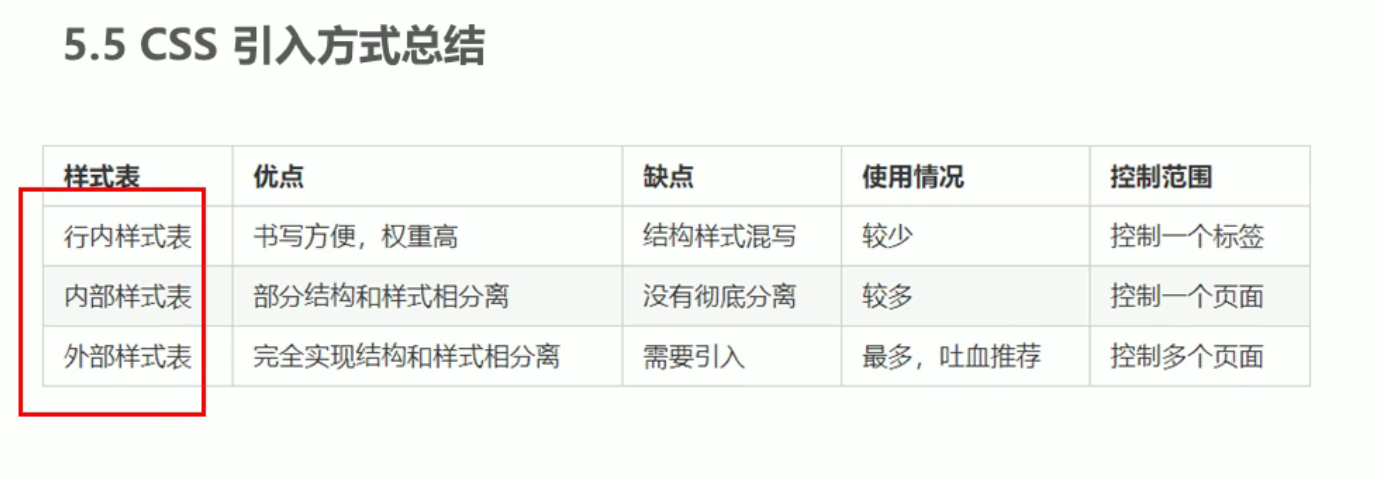 5.5 CSS 引入方式总结
样式表 优点 缺点 使用情况 控制范围
行内样式表 书写方便，权重高 结构样式混写 较少 控制一个标签
内部样式表 部分结构和样式相分离 没有彻底分离 较多 控制一个页面
外部样式表 完全实现结构和样式相分离 需要引入 最多，吐血推荐 控制多个页面